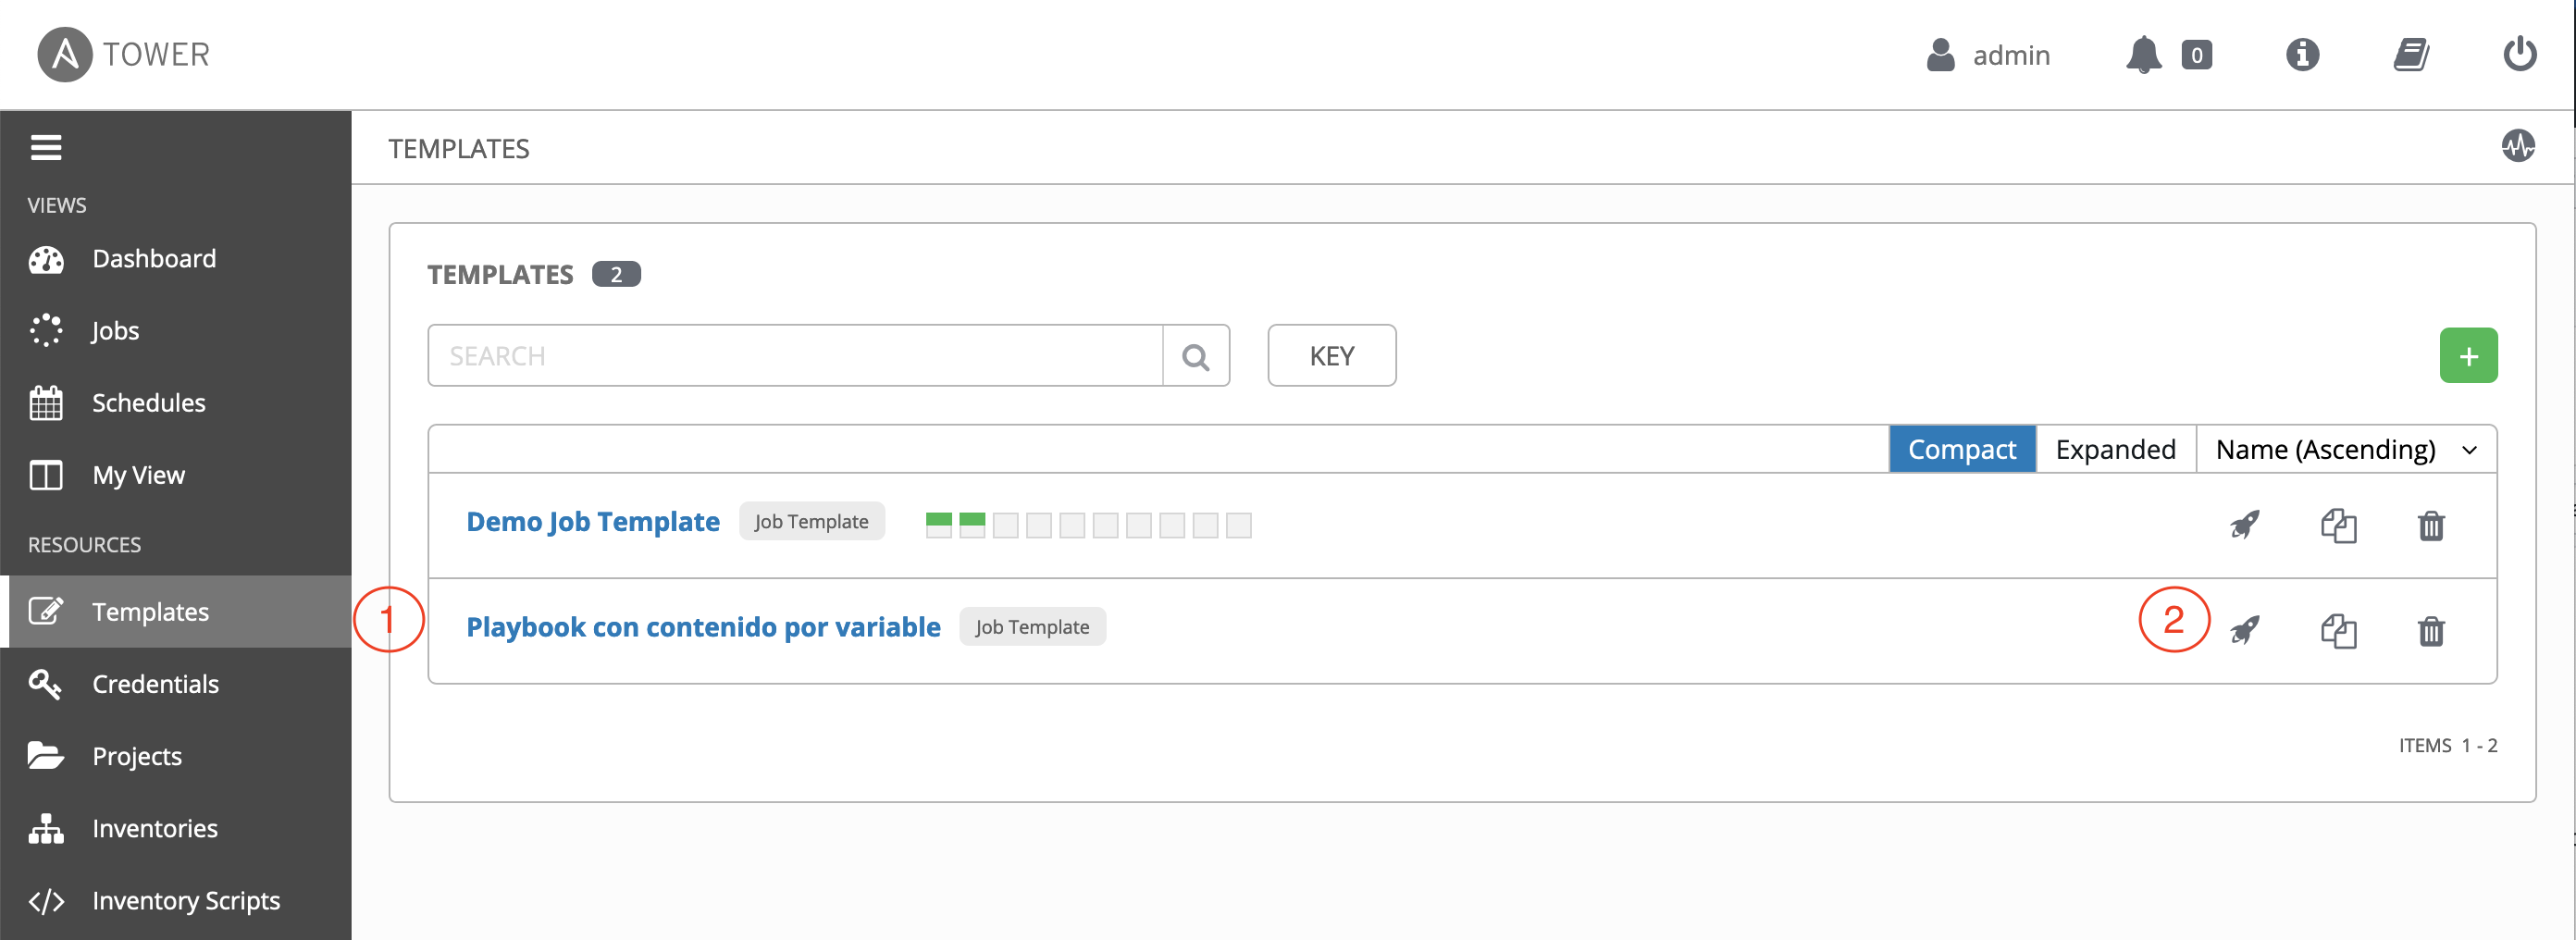 A TOWER
admin
0
TEMPLATES
VIEWS
Dashboard
Jobs
Schedules
My View
RESOURCES
Templates
Credentials
Projects
Inventories
Inventory Scripts
TEMPLATES 2
SEARCH
KEY
+
Compact Expanded Name (Ascending)
Demo Job Template Job Template
1 Playbook con contenido por variable Job Template 2
ITEMS 1 - 2